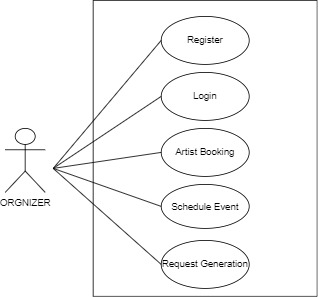 Register
Login
Artist Booking
ORGNIZER
Schedule Event
Request Generation